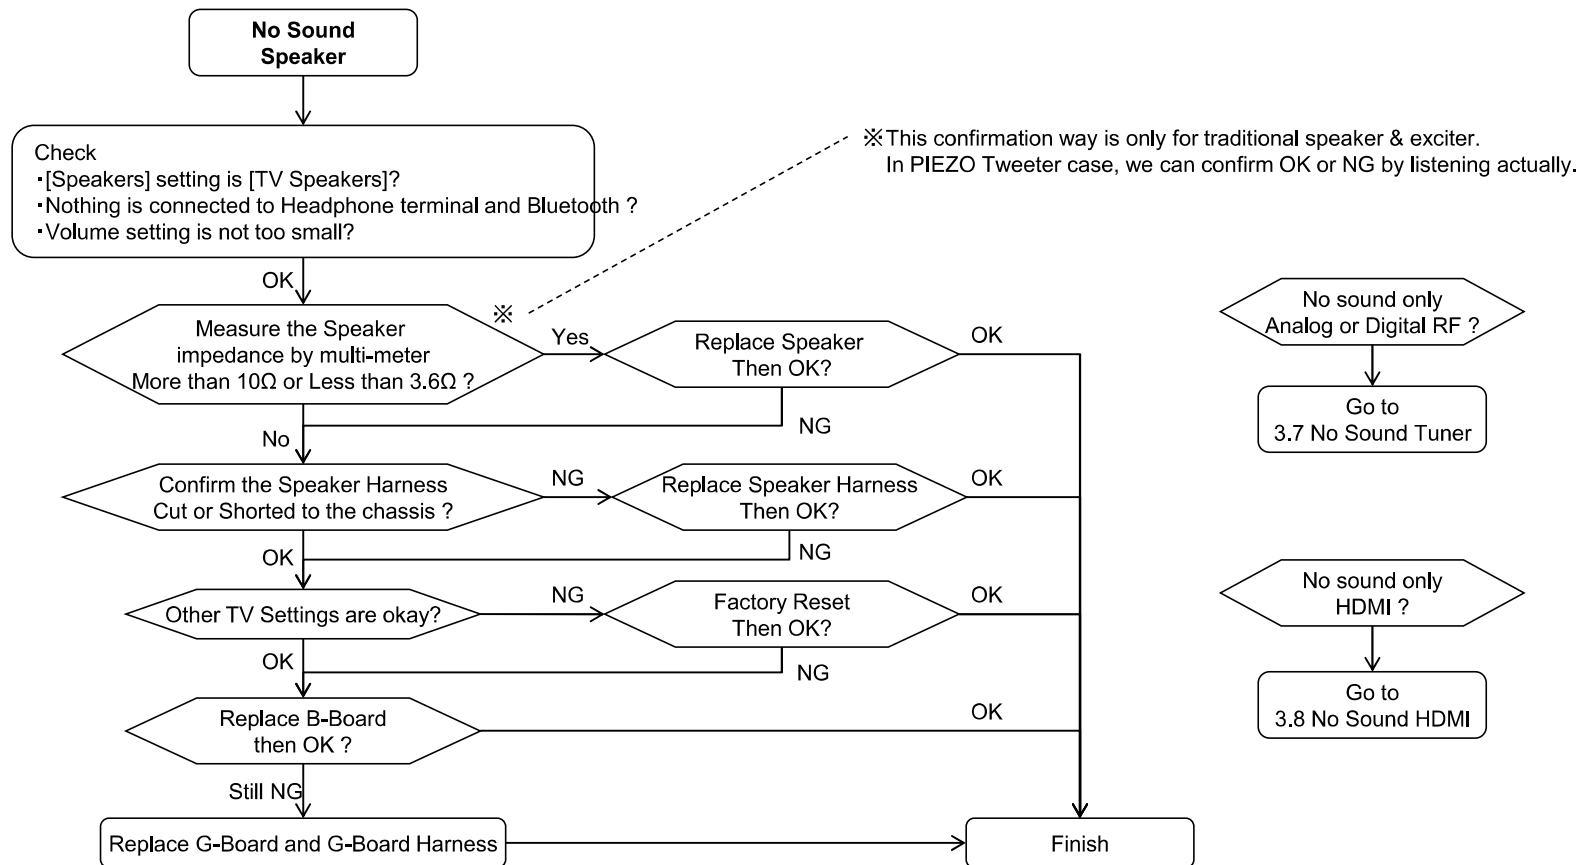 No Sound
Speaker
Check
・[Speakers] setting is [TV Speakers]?
・Nothing is connected to Headphone terminal and Bluetooth ?
・Volume setting is not too small?
※This confirmation way is only for traditional speaker & exciter.
In PIEZO Tweeter case, we can confirm OK or NG by listening actually.
OK
※
Measure the Speaker
impedance by multi-meter
More than 10Ω or Less than 3.6Ω ?
Yes
Replace Speaker
Then OK?
OK
NG
No
Confirm the Speaker Harness
Cut or Shorted to the chassis ?
NG
Replace Speaker Harness
Then OK?
OK
NG
OK
Other TV Settings are okay?
NG
Factory Reset
Then OK?
OK
NG
OK
Replace B-Board
then OK ?
OK
Still NG
Replace G-Board and G-Board Harness
Finish
No sound only
Analog or Digital RF ?
Go to
3.7 No Sound Tuner
No sound only
HDMI ?
Go to
3.8 No Sound HDMI